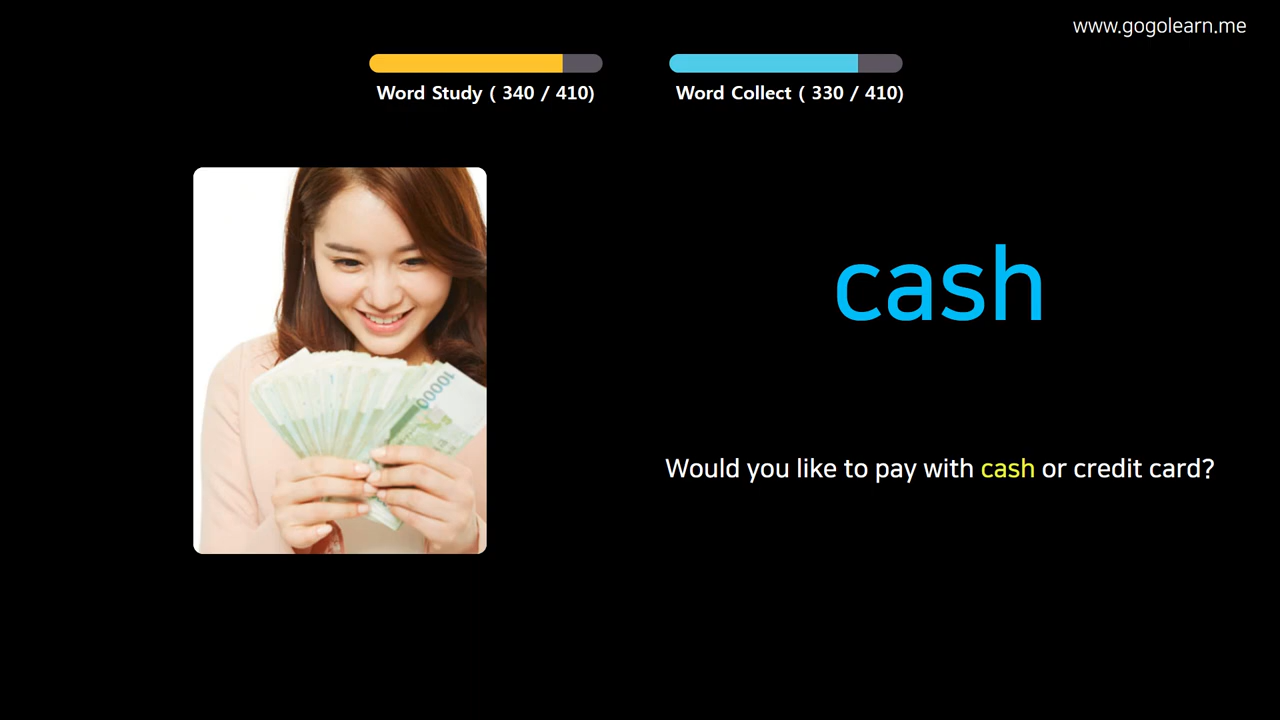 www.gogolearn.me
Word Study ( 340 / 410)
Word Collect ( 330 / 410)
10000
cash
Would you like to pay with cash or credit card?